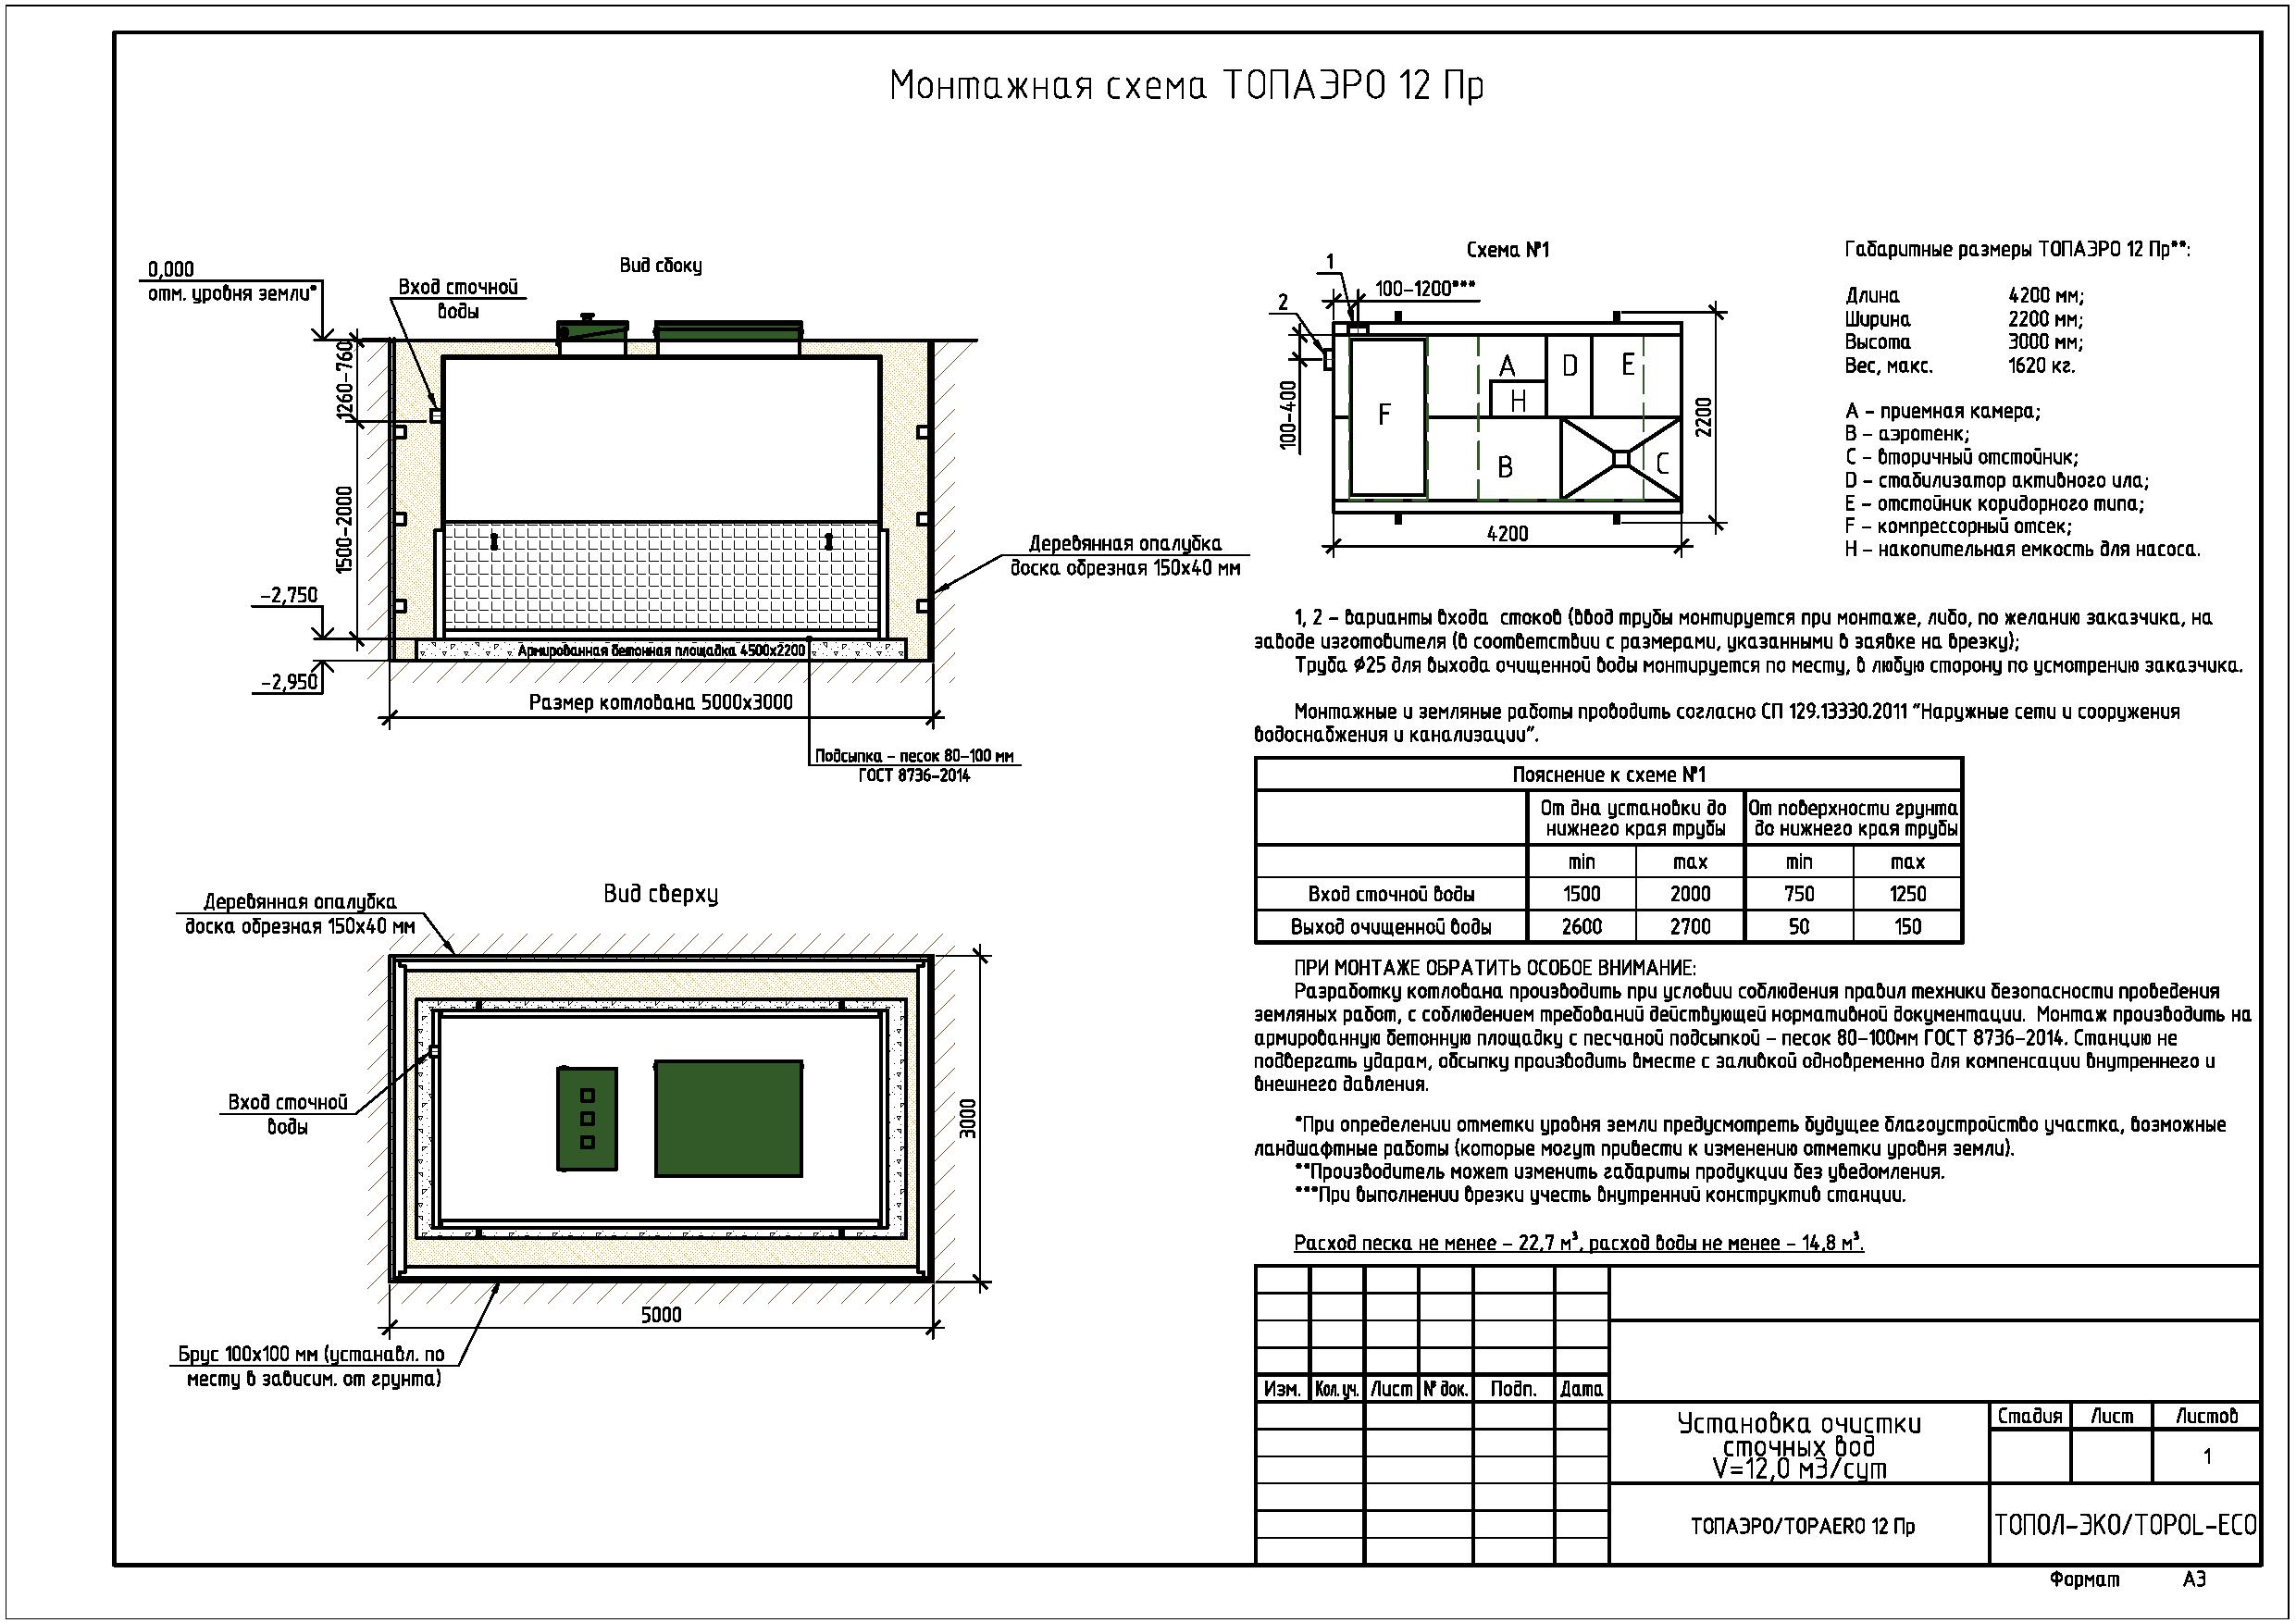 Монтажная схема ТОПАЭРО 12 Пр
Вид сбоку
0,000
отм. уровня земли*
Вход сточной
воды
1260-760
1500-2000
-2,750
-2,950
Армированная бетонная площадка 4500х2200
Размер котлована 5000х3000
Подсыпка - песок 80-100 мм
ГОСТ 8736-2014
Деревянная опалубка
доска обрезная 150х40 мм
Вид сверху
Деревянная опалубка
доска обрезная 150х40 мм
Вход сточной
воды
3000
5000
Брус 100х100 мм (устанавл. по
месту в зависим. от грунта)
Схема №1
1
100-1200***
2
100-400
A
D
E
H
F
B
C
2200
4200
Габаритные размеры ТОПАЭРО 12 Пр**:
Длина 4200 мм;
Ширина 2200 мм;
Высота 3000 мм;
Вес, макс. 1620 кг.
A - приемная камера;
B - аэротенк;
C - вторичный отстойник;
D - стабилизатор активного ила;
E - отстойник коридорного типа;
F - компрессорный отсек;
H - накопительная емкость для насоса.
1, 2 - варианты входа стоков (ввод трубы монтируется при монтаже, либо, по желанию заказчика, на
заводе изготовителя (в соответствии с размерами, указанными в заявке на врезку);
Труба ⌀25 для выхода очищенной воды монтируется по месту, в любую сторону по усмотрению заказчика.
Монтажные и земляные работы проводить согласно СП 129.13330.2011 "Наружные сети и сооружения
водоснабжения и канализации".
Пояснение к схеме №1
От дна установки до нижнего края трубы От поверхности грунта до нижнего края трубы
min max min max
Вход сточной воды 1500 2000 750 1250
Выход очищенной воды 2600 2700 50 150
ПРИ МОНТАЖЕ ОБРАТИТЬ ОСОБОЕ ВНИМАНИЕ:
Разработку котлована производить при условии соблюдения правил техники безопасности проведения
земляных работ, с соблюдением требований действующей нормативной документации. Монтаж производить на
армированную бетонную площадку с песчаной подсыпкой - песок 80-100мм ГОСТ 8736-2014. Станцию не
подвергать ударам, обсыпку производить вместе с заливкой одновременно для компенсации внутреннего и
внешнего давления.
*При определении отметки уровня земли предусмотреть будущее благоустройство участка, возможные
ландшафтные работы (которые могут привести к изменению отметки уровня земли).
**Производитель может изменить габариты продукции без уведомления.
***При выполнении врезки учесть внутренний конструктив станции.
Расход песка не менее - 22,7 м³, расход воды не менее - 14,8 м³.
Изм. Кол.уч. Лист № док. Подп. Дата
Установка очистки
сточных вод
V=12,0 м3/сут
Стадия Лист Листов
1
ТОПАЭРО/TOPAERO 12 Пр
ТОПОЛ-ЭКО/TOPOL-ECO
Формат А3